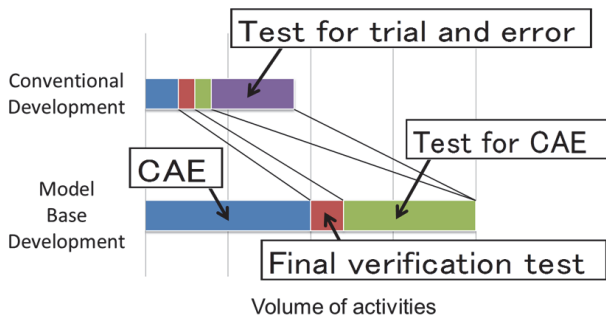 Test for trial and error
Conventional
Development
Test for CAE
CAE
Model
Base
Development
Final verification test
Volume of activities